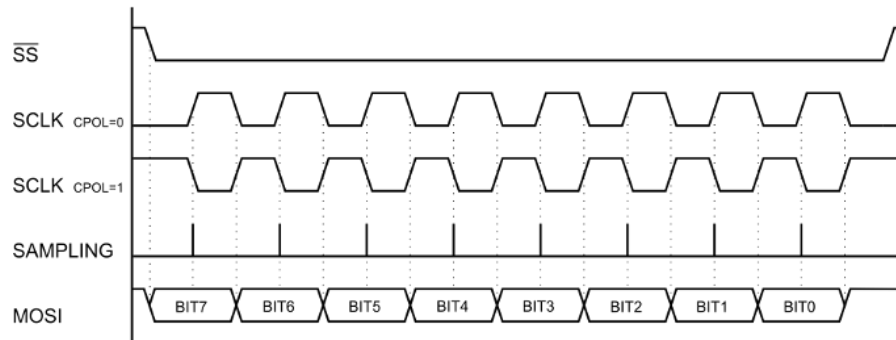 SS
SCLK CPOL=0
SCLK CPOL=1
SAMPLING
MOSI BIT7 BIT6 BIT5 BIT4 BIT3 BIT2 BIT1 BIT0